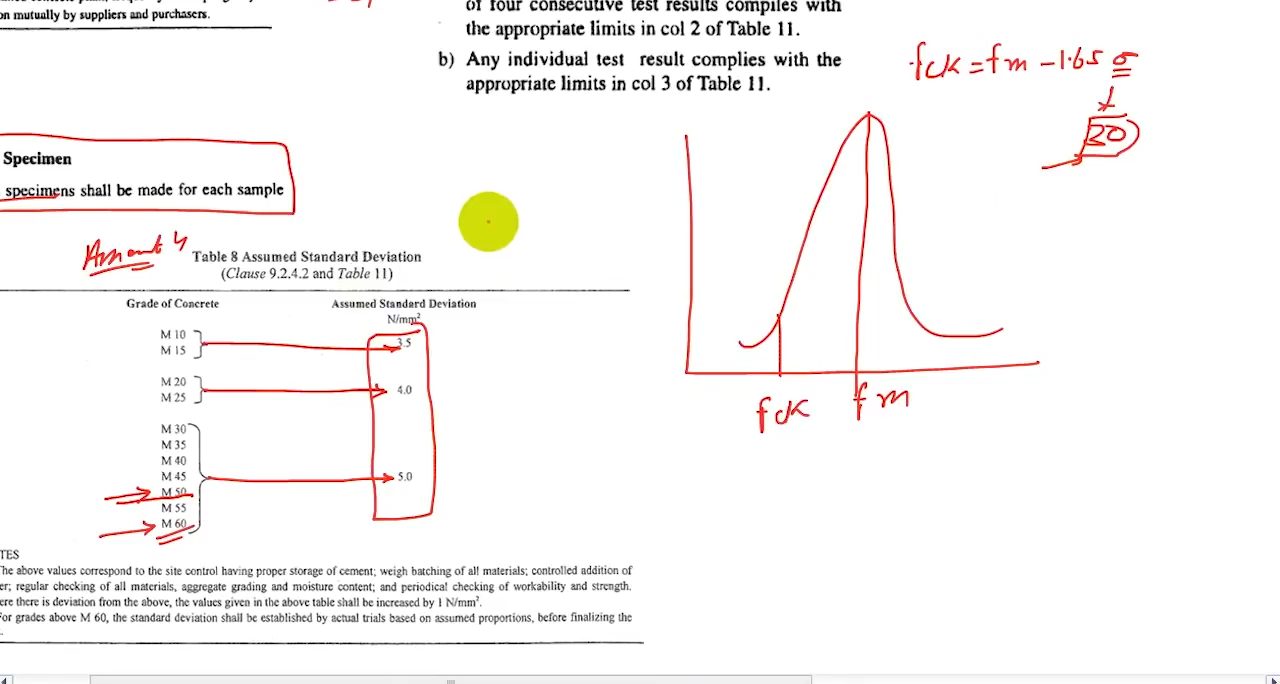 on mutually by suppliers and purchasers.
of four consecutive test results complies with
the appropriate limits in col 2 of Table 11.
b) Any individual test result complies with the
appropriate limits in col 3 of Table 11.
fck = fm - 1.65 σ
30
Specimen
specimens shall be made for each sample
Table 8 Assumed Standard Deviation
(Clause 9.2.4.2 and Table 11)
Grade of Concrete Assumed Standard Deviation
N/mm²
M 10
M 15
3.5
M 20
M 25
4.0
M 30
M 35
M 40
M 45
M 50
M 55
M 60
5.0
fck fm
TES
The above values correspond to the site control having proper storage of cement; weigh batching of all materials; controlled addition of
er; regular checking of all materials, aggregate grading and moisture content; and periodical checking of workability and strength.
ere there is deviation from the above, the values given in the above table shall be increased by 1 N/mm².
For grades above M 60, the standard deviation shall be established by actual trials based on assumed proportions, before finalizing the